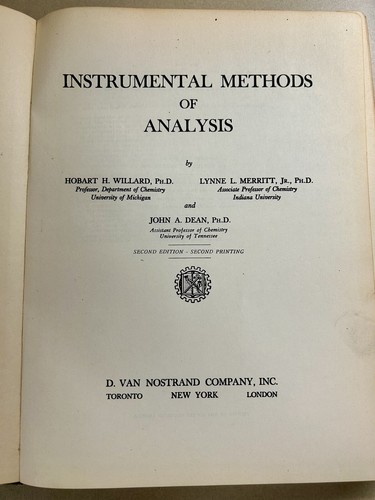 INSTRUMENTAL METHODS
OF
ANALYSIS
by
HOBART H. WILLARD, PH.D.
Professor, Department of Chemistry
University of Michigan
LYNNE L. MERRITT, JR., PH.D.
Associate Professor of Chemistry
Indiana University
and
JOHN A. DEAN, PH.D.
Assistant Professor of Chemistry
University of Tennessee
SECOND EDITION - SECOND PRINTING
D. VAN NOSTRAND COMPANY, INC.
TORONTO NEW YORK LONDON